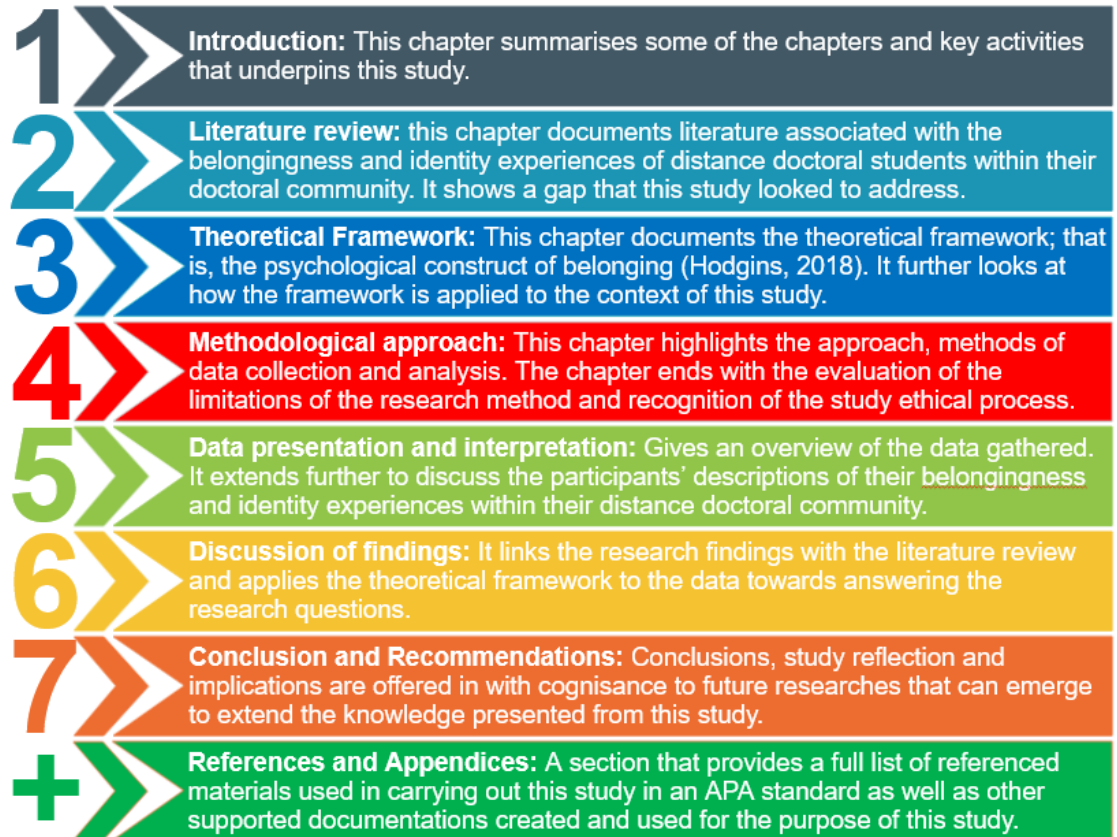 1
Introduction: This chapter summarises some of the chapters and key activities
that underpins this study.
2
Literature review: this chapter documents literature associated with the
belongingness and identity experiences of distance doctoral students within their
doctoral community. It shows a gap that this study looked to address.
3
Theoretical Framework: This chapter documents the theoretical framework; that
is, the psychological construct of belonging (Hodgins, 2018). It further looks at
how the framework is applied to the context of this study.
4
Methodological approach: This chapter highlights the approach, methods of
data collection and analysis. The chapter ends with the evaluation of the
limitations of the research method and recognition of the study ethical process.
5
Data presentation and interpretation: Gives an overview of the data gathered.
It extends further to discuss the participants’ descriptions of their belongingness
and identity experiences within their distance doctoral community.
6
Discussion of findings: It links the research findings with the literature review
and applies the theoretical framework to the data towards answering the
research questions.
7
Conclusion and Recommendations: Conclusions, study reflection and
implications are offered in with cognisance to future researches that can emerge
to extend the knowledge presented from this study.
+
References and Appendices: A section that provides a full list of referenced
materials used in carrying out this study in an APA standard as well as other
supported documentations created and used for the purpose of this study.